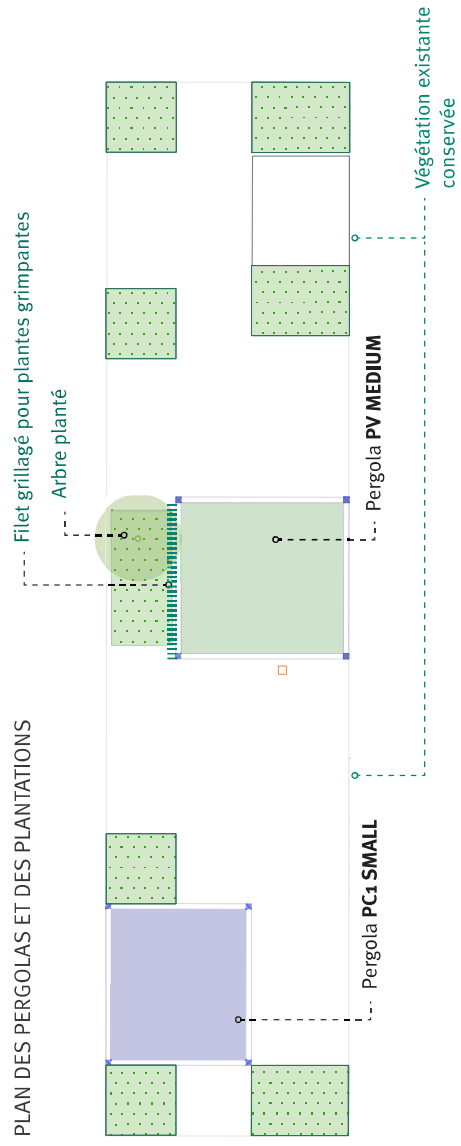 PLAN DES PERGOLAS ET DES PLANTATIONS
Filet grillagé pour plantes grimpantes
Arbre planté
Pergola PC1 SMALL
Pergola PV MEDIUM
Végétation existante
conservée